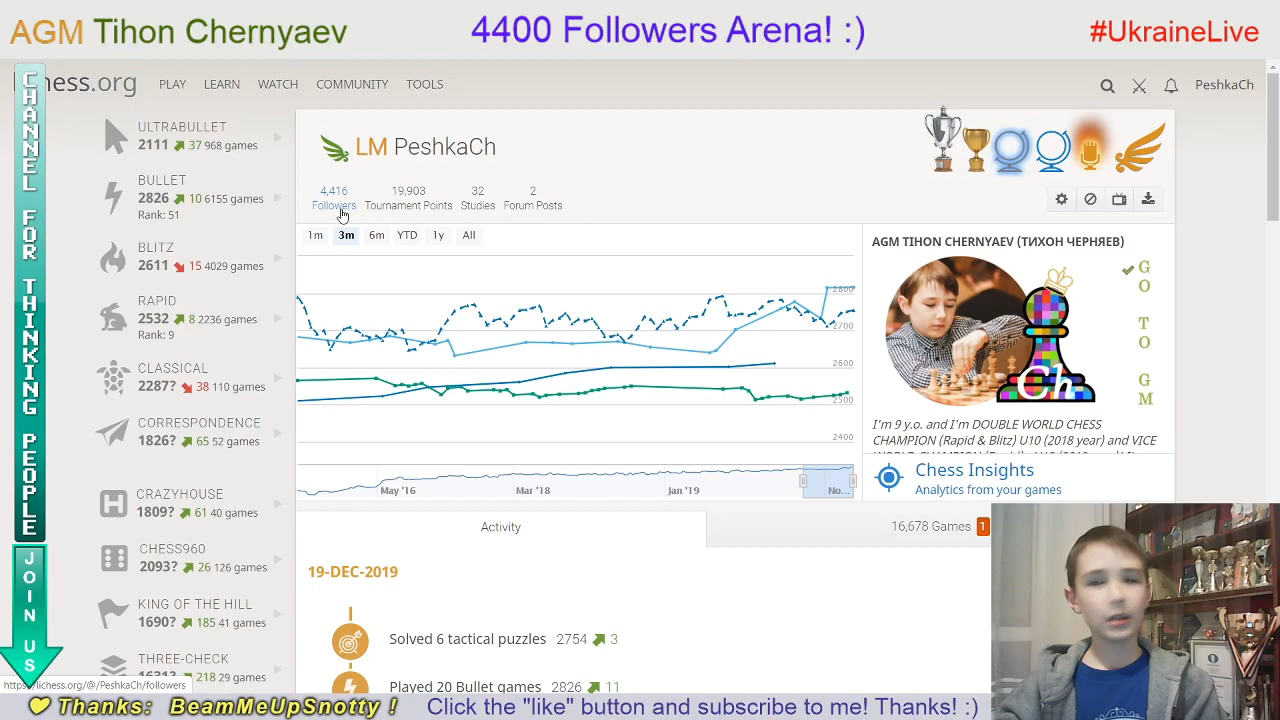 AGM Tihon Chernyaev
4400 Followers Arena! :)
#UkraineLive
CHANNEL FOR THINKING PEOPLE
JOIN US
hess.org
PLAY LEARN WATCH COMMUNITY TOOLS
PeshkaCh
ULTRABULLET
2111 37 968 games
BULLET
2826 10 6155 games
Rank: 51
BLITZ
2611 15 4029 games
RAPID
2532 8 2236 games
Rank: 9
CLASSICAL
2287? 38 110 games
CORRESPONDENCE
1826? 65 52 games
CRAZYHOUSE
1809? 61 40 games
CHESS960
2093? 26 126 games
KING OF THE HILL
1690? 185 41 games
THREE-CHECK
218 29 games
https://lichess.org/@/PeshkaCh/followers
LM PeshkaCh
4,416 19,903 32 2
Followers Tournament Points Studies Forum Posts
1m 3m 6m YTD 1y All
2800
2700
2600
2500
2400
May '16 Mar '18 Jan '19 No...
AGM TIHON CHERNYAEV (ТИХОН ЧЕРНЯЕВ)
Ch
GO TO GM
I'm 9 y.o. and I'm DOUBLE WORLD CHESS
CHAMPION (Rapid & Blitz) U10 (2018 year) and VICE
Chess Insights
Analytics from your games
Activity
16,678 Games 1
19-DEC-2019
Solved 6 tactical puzzles 2754 3
Played 20 Bullet games 2826 11
Thanks: BeamMeUpSnotty !
Click the "like" button and subscribe to me! Thanks! :)